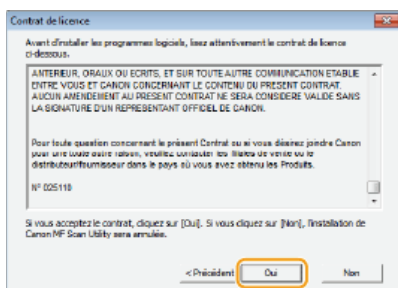 Contrat de licence
Avant d'installer les programmes logiciels, lisez attentivement le contrat de licence
ci-dessous.
ANTERIEUR, ORAUX OU ECRITS, ET SUR TOUTE AUTRE COMMUNICATION ETABLIE
ENTRE VOUS ET CANON CONCERNANT LE CONTENU DU PRESENT CONTRAT.
AUCUN AMENDEMENT AU PRESENT CONTRAT NE SERA CONSIDERE VALIDE SANS
LA SIGNATURE D'UN REPRESENTANT OFFICIEL DE CANON.
Pour toute question concernant le présent Contrat ou si vous désirez joindre Canon
pour une toute autre raison, veuillez contacter les filiales de vente ou le
distributeur/fournisseur dans le pays où vous avez obtenu les Produits.
N° 025118
Si vous acceptez le contrat, cliquez sur [Oui]. Si vous cliquez sur [Non], l'installation de
Canon MF Scan Utility sera annulée.
< Précédent
Oui
Non